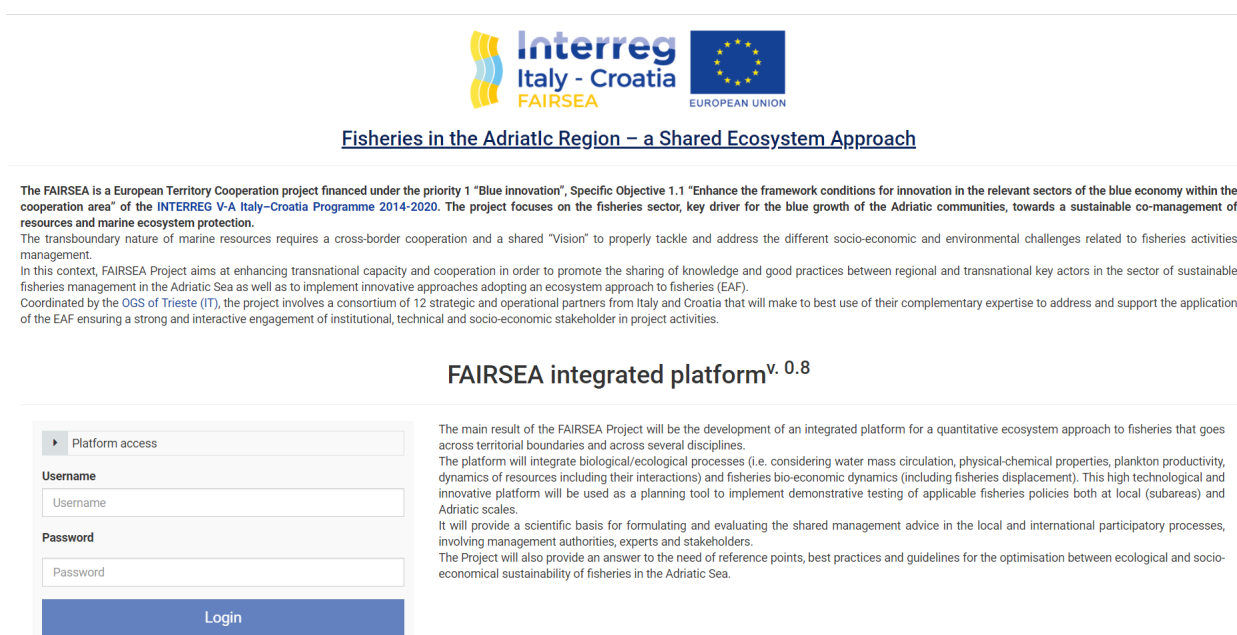 Interreg
Italy - Croatia
FAIRSEA
EUROPEAN UNION
Fisheries in the AdriatIc Region – a Shared Ecosystem Approach
The FAIRSEA is a European Territory Cooperation project financed under the priority 1 “Blue innovation”, Specific Objective 1.1 “Enhance the framework conditions for innovation in the relevant sectors of the blue economy within the
cooperation area” of the INTERREG V-A Italy–Croatia Programme 2014-2020. The project focuses on the fisheries sector, key driver for the blue growth of the Adriatic communities, towards a sustainable co-management of
resources and marine ecosystem protection.
The transboundary nature of marine resources requires a cross-border cooperation and a shared “Vision” to properly tackle and address the different socio-economic and environmental challenges related to fisheries activities
management.
In this context, FAIRSEA Project aims at enhancing transnational capacity and cooperation in order to promote the sharing of knowledge and good practices between regional and transnational key actors in the sector of sustainable
fisheries management in the Adriatic Sea as well as to implement innovative approaches adopting an ecosystem approach to fisheries (EAF).
Coordinated by the OGS of Trieste (IT), the project involves a consortium of 12 strategic and operational partners from Italy and Croatia that will make to best use of their complementary expertise to address and support the application
of the EAF ensuring a strong and interactive engagement of institutional, technical and socio-economic stakeholder in project activities.
FAIRSEA integrated platform v. 0.8
Platform access
Username
Username
Password
Password
Login
The main result of the FAIRSEA Project will be the development of an integrated platform for a quantitative ecosystem approach to fisheries that goes
across territorial boundaries and across several disciplines.
The platform will integrate biological/ecological processes (i.e. considering water mass circulation, physical-chemical properties, plankton productivity,
dynamics of resources including their interactions) and fisheries bio-economic dynamics (including fisheries displacement). This high technological and
innovative platform will be used as a planning tool to implement demonstrative testing of applicable fisheries policies both at local (subareas) and
Adriatic scales.
It will provide a scientific basis for formulating and evaluating the shared management advice in the local and international participatory processes,
involving management authorities, experts and stakeholders.
The Project will also provide an answer to the need of reference points, best practices and guidelines for the optimisation between ecological and socio-
economical sustainability of fisheries in the Adriatic Sea.